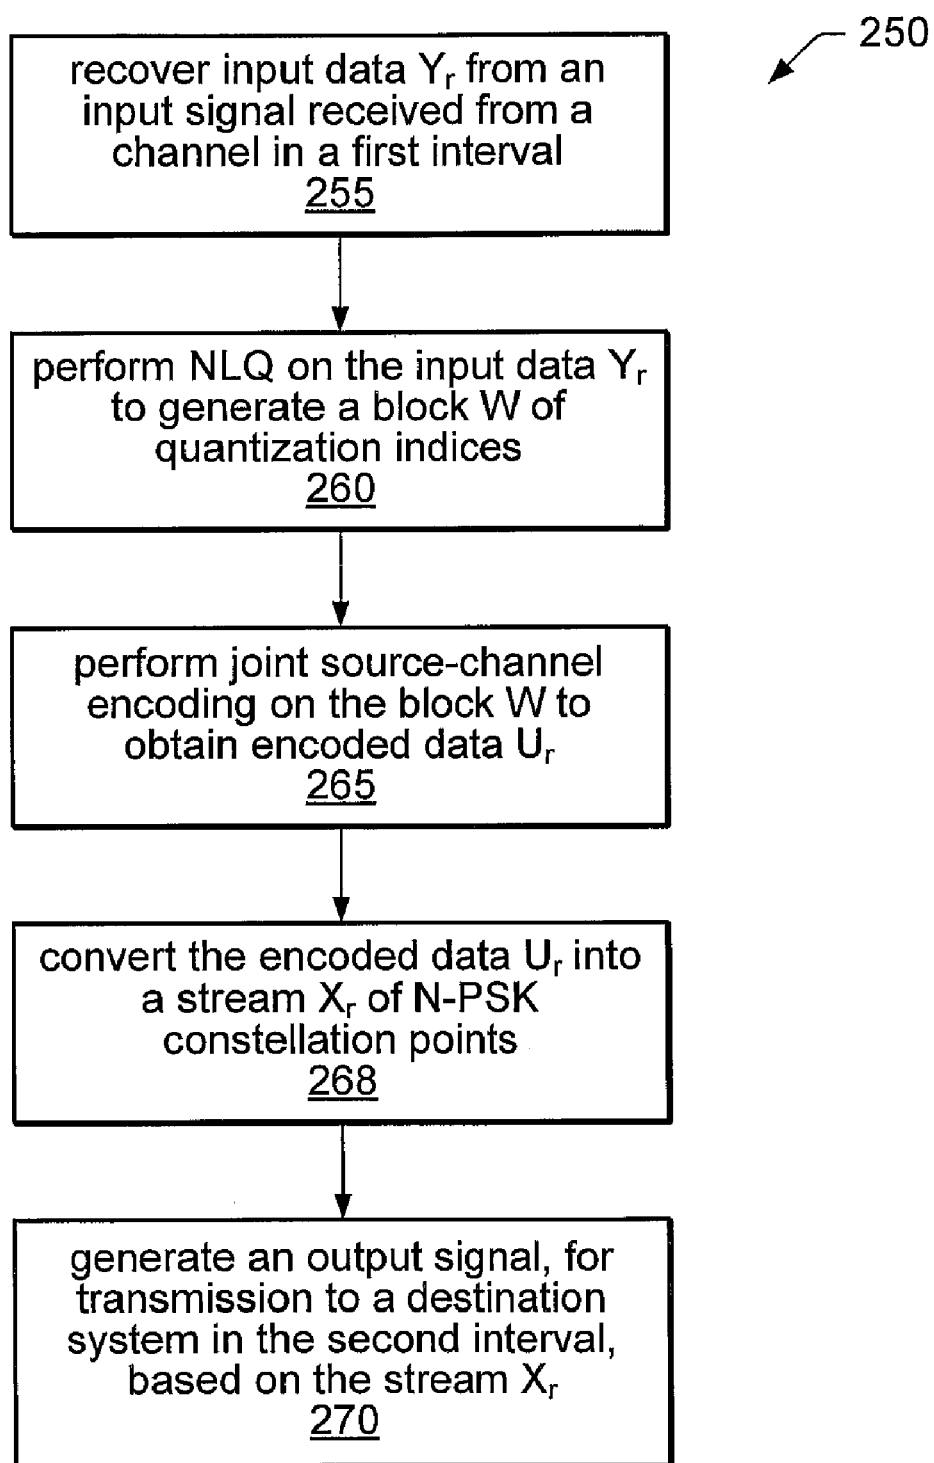 250
recover input data Yr from an
input signal received from a
channel in a first interval
255
perform NLQ on the input data Yr
to generate a block W of
quantization indices
260
perform joint source-channel
encoding on the block W to
obtain encoded data Ur
265
convert the encoded data Ur into
a stream Xr of N-PSK
constellation points
268
generate an output signal, for
transmission to a destination
system in the second interval,
based on the stream Xr
270